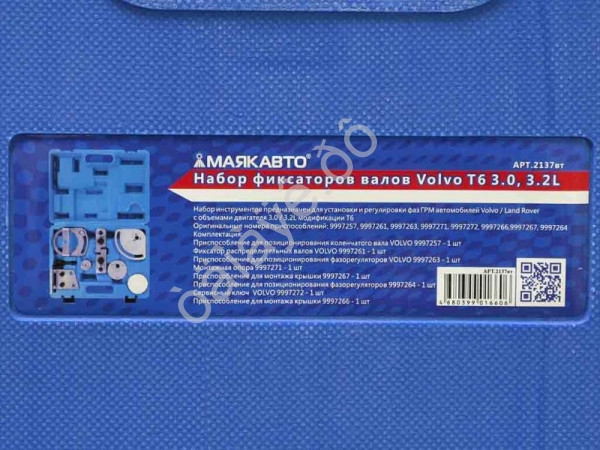 МАЯКАВТО®
АРТ.2137вт
Набор фиксаторов валов Volvo T6 3.0, 3.2L
Набор инструментов предназначен для установки и регулировки фаз ГРМ автомобилей Volvo / Land Rover
с объемами двигателя 3.0 / 3.2L модификации T6
Оригинальные номера приспособлений: 9997257, 9997261, 9997263, 9997271, 9997272, 9997266,9997267, 9997264
Комплектация:
Приспособление для позиционирования коленчатого вала VOLVO 9997257 - 1 шт
Фиксатор распределительных валов VOLVO 9997261 - 1 шт
Приспособление для позиционирования фазорегуляторов VOLVO 9997263 - 1 шт
Монтажная опора 9997271 - 1 шт
Приспособление для монтажа крышки 9997267 - 1 шт
Приспособление для позиционирования фазорегуляторов 9997264 - 1 шт
Сервисный ключ VOLVO 9997272 - 1 шт
Приспособление для монтажа крышки 9997266 - 1 шт
АРТ.2137вт
4680399016606